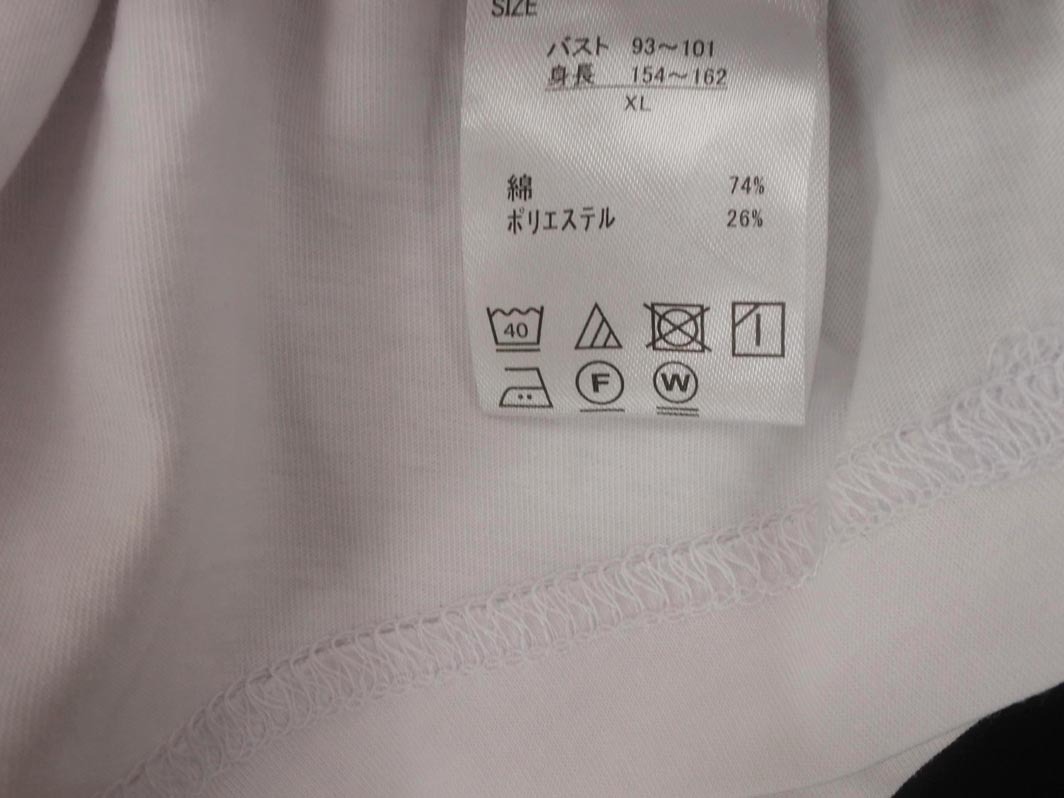 SIZE
バスト 93～101
身長 154～162
XL
綿 74%
ポリエステル 26%
40
F W